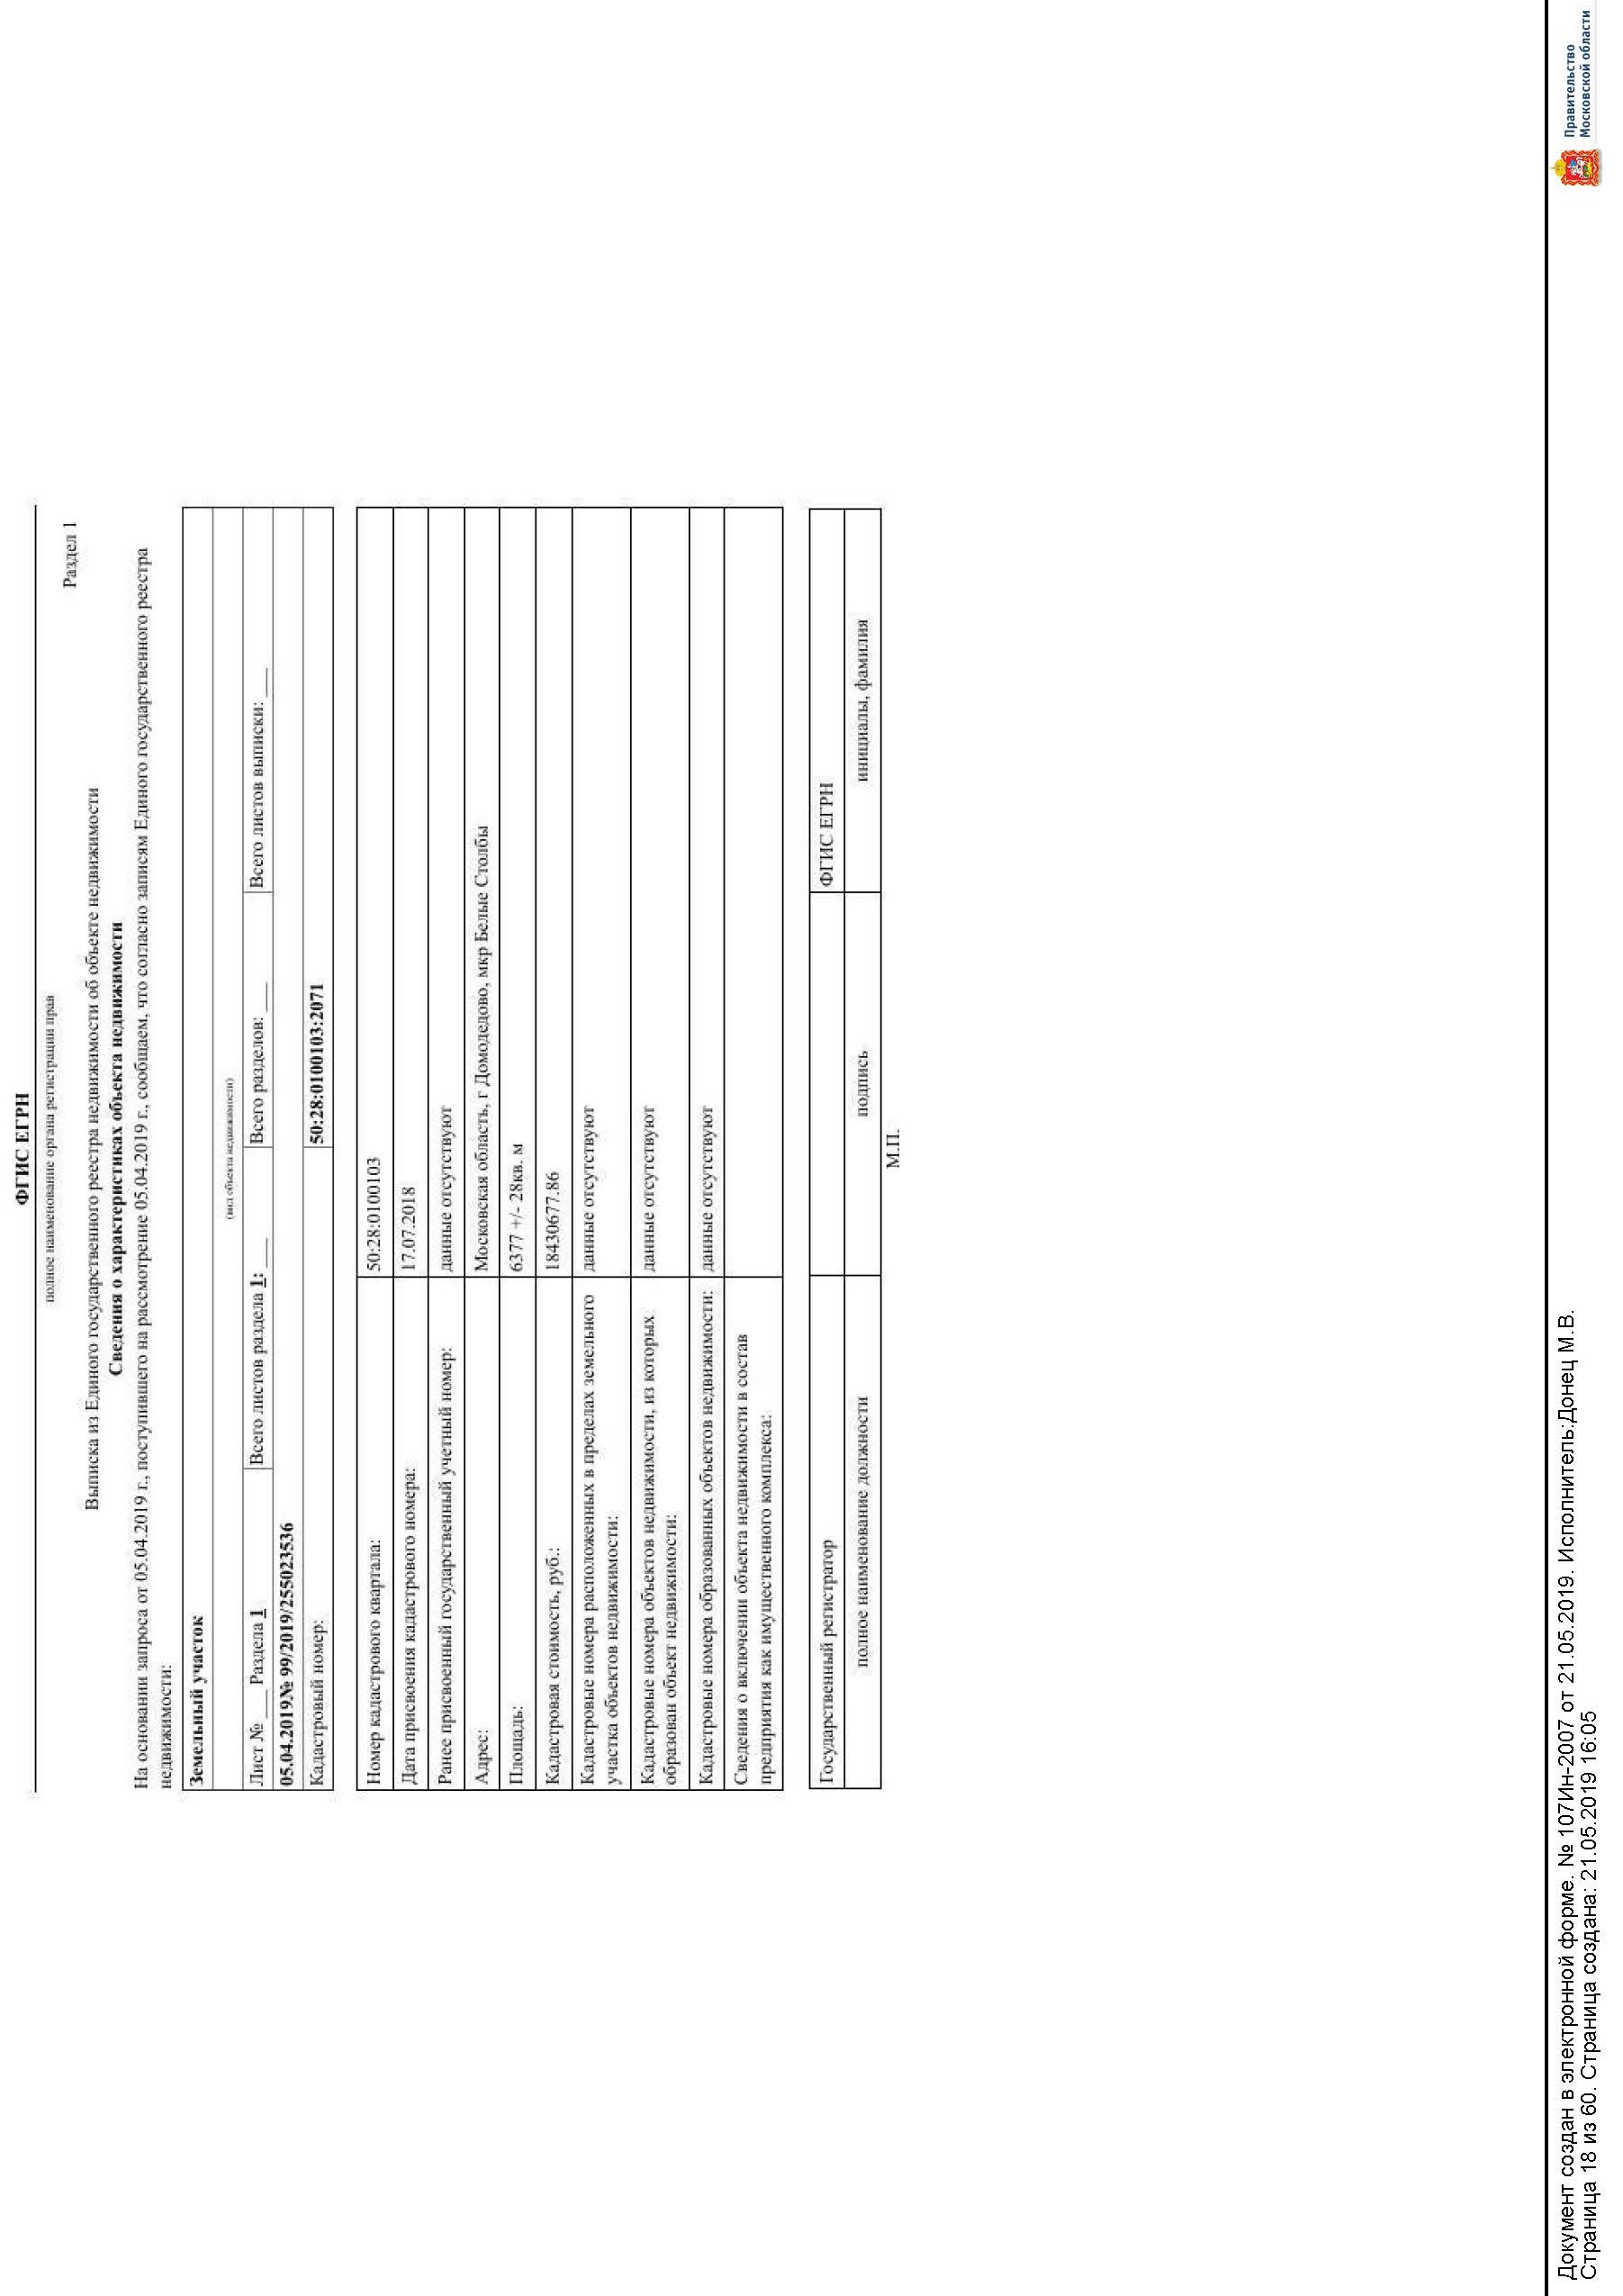 ФГИС ЕГРН
полное наименование органа регистрации прав
Раздел 1
Выписка из Единого государственного реестра недвижимости об объекте недвижимости
Сведения о характеристиках объекта недвижимости
На основании запроса от 05.04.2019 г., поступившего на рассмотрение 05.04.2019 г., сообщаем, что согласно записям Единого государственного реестра
недвижимости:
Земельный участок
(вид объекта недвижимости)
Лист № ___ Раздела 1 Всего листов раздела 1: ___ Всего разделов: ___ Всего листов выписки: ___
05.04.2019№ 99/2019/255023536
Кадастровый номер: 50:28:0100103:2071
Номер кадастрового квартала: 50:28:0100103
Дата присвоения кадастрового номера: 17.07.2018
Ранее присвоенный государственный учетный номер: данные отсутствуют
Адрес: Московская область, г Домодедово, мкр Белые Столбы
Площадь: 6377 +/- 28кв. м
Кадастровая стоимость, руб.: 18430677.86
Кадастровые номера расположенных в пределах земельного данные отсутствуют
участка объектов недвижимости:
Кадастровые номера объектов недвижимости, из которых данные отсутствуют
образован объект недвижимости:
Кадастровые номера образованных объектов недвижимости: данные отсутствуют
Сведения о включении объекта недвижимости в состав
предприятия как имущественного комплекса:
Государственный регистратор ФГИС ЕГРН
полное наименование должности подпись инициалы, фамилия
М.П.
Документ создан в электронной форме. № 107Ин-2007 от 21.05.2019. Исполнитель:Донец М.В.
Страница 18 из 60. Страница создана: 21.05.2019 16:05
Правительство
Московской области